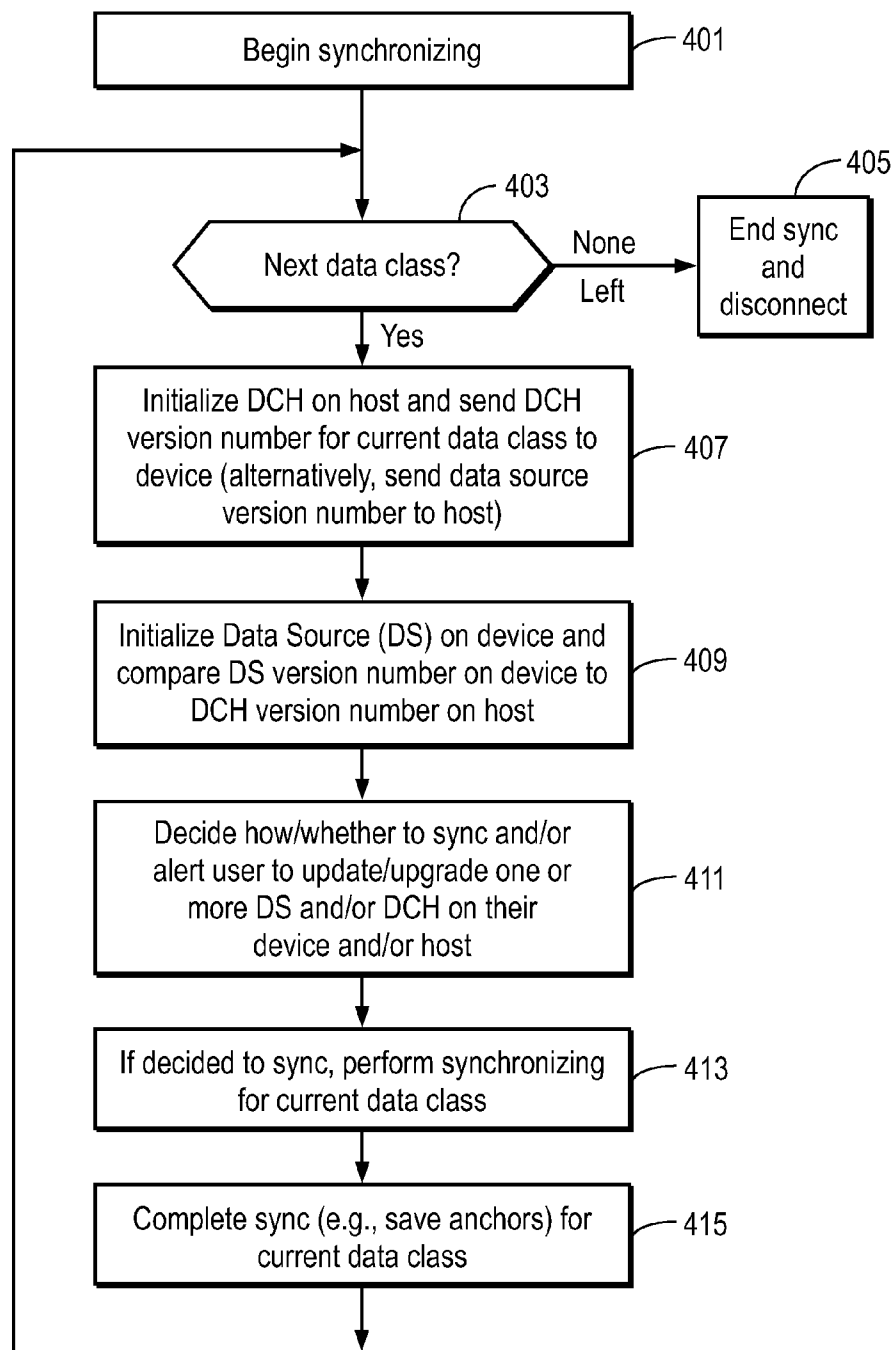 Begin synchronizing
401
403
405
Next data class?
None
Left
End sync
and
disconnect
Yes
Initialize DCH on host and send DCH
version number for current data class to
device (alternatively, send data source
version number to host)
407
Initialize Data Source (DS) on device and
compare DS version number on device to
DCH version number on host
409
Decide how/whether to sync and/or
alert user to update/upgrade one or
more DS and/or DCH on their
device and/or host
411
If decided to sync, perform synchronizing
for current data class
413
Complete sync (e.g., save anchors) for
current data class
415